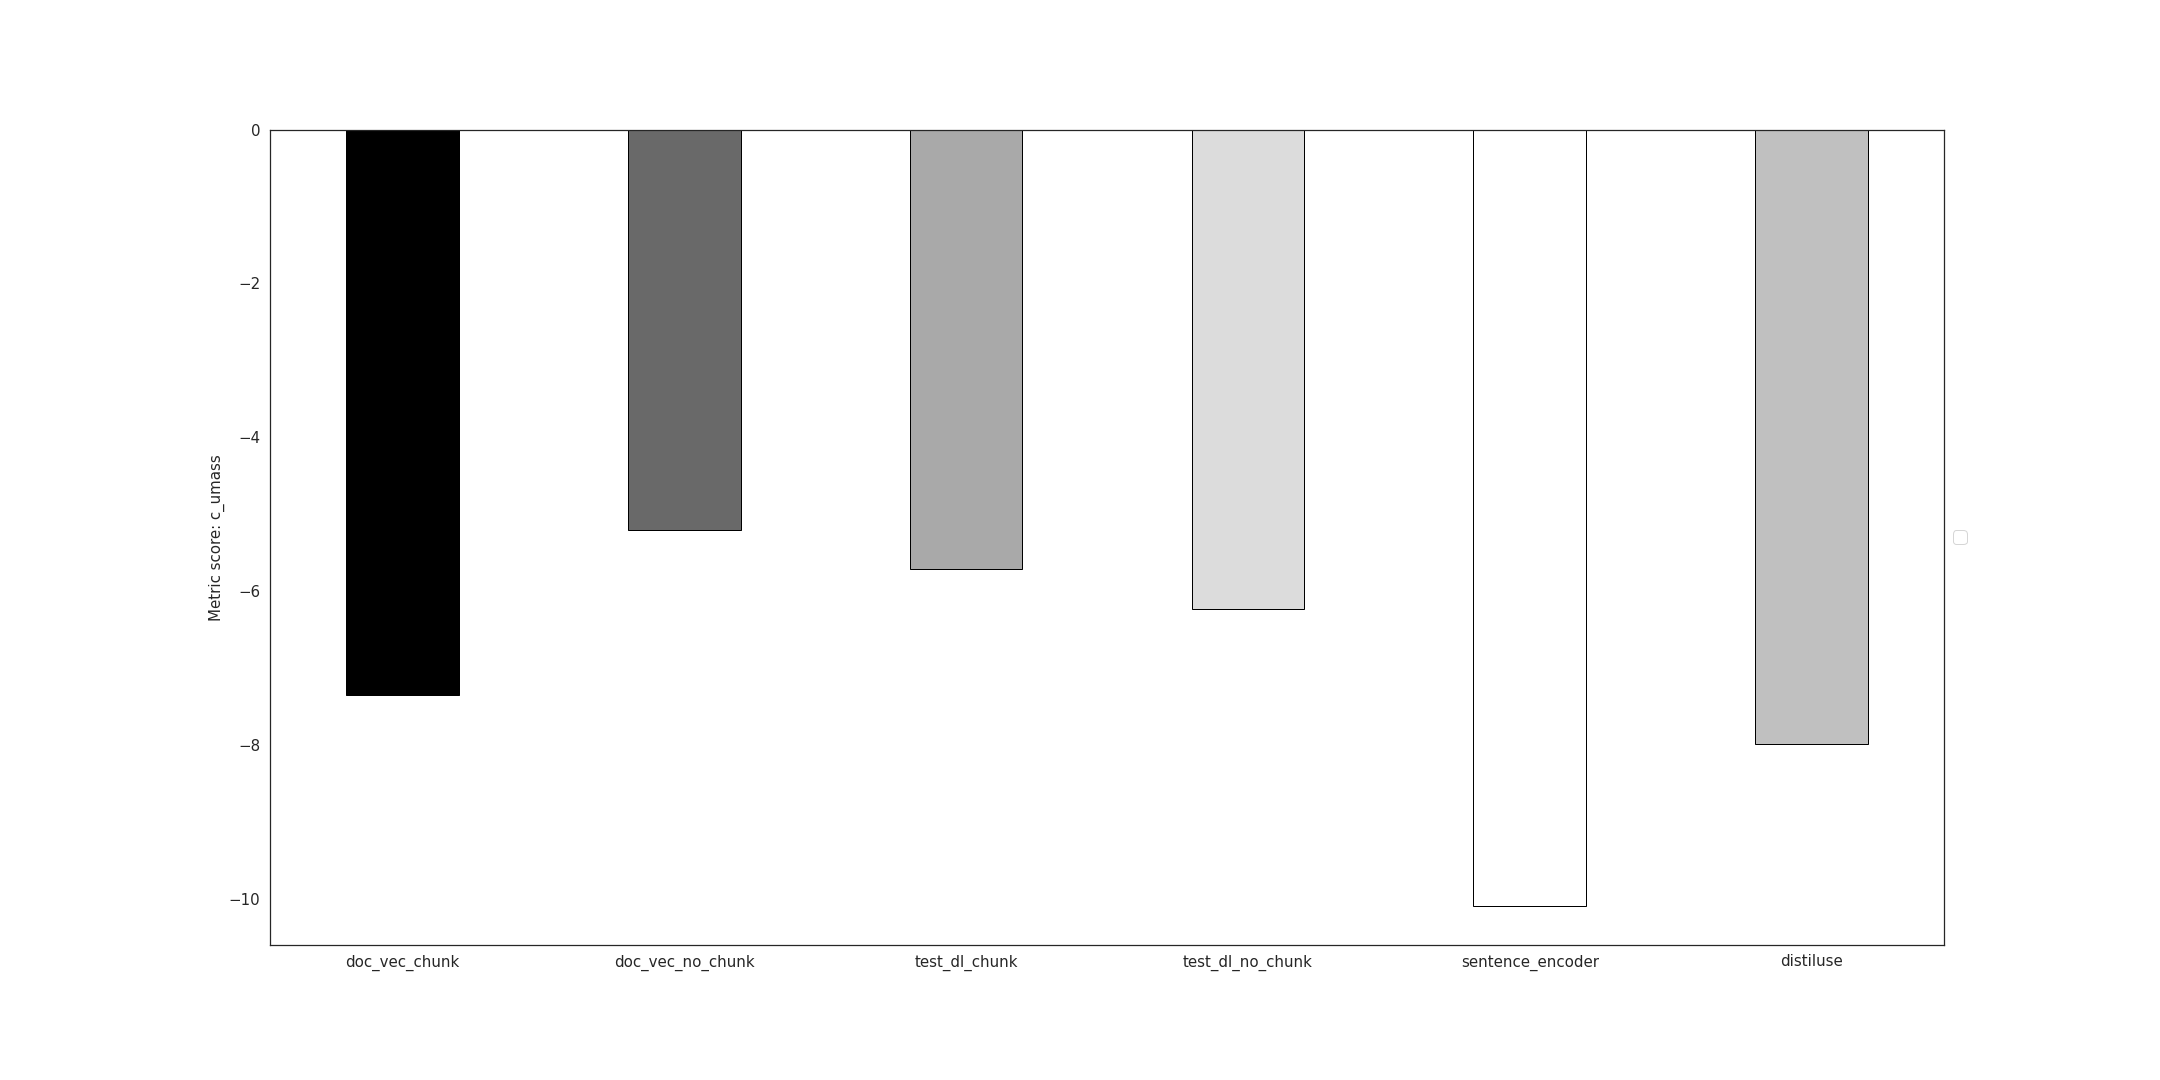 0
−2
−4
−6
−8
−10
Metric score: c_umass
doc_vec_chunk
doc_vec_no_chunk
test_dl_chunk
test_dl_no_chunk
sentence_encoder
distiluse